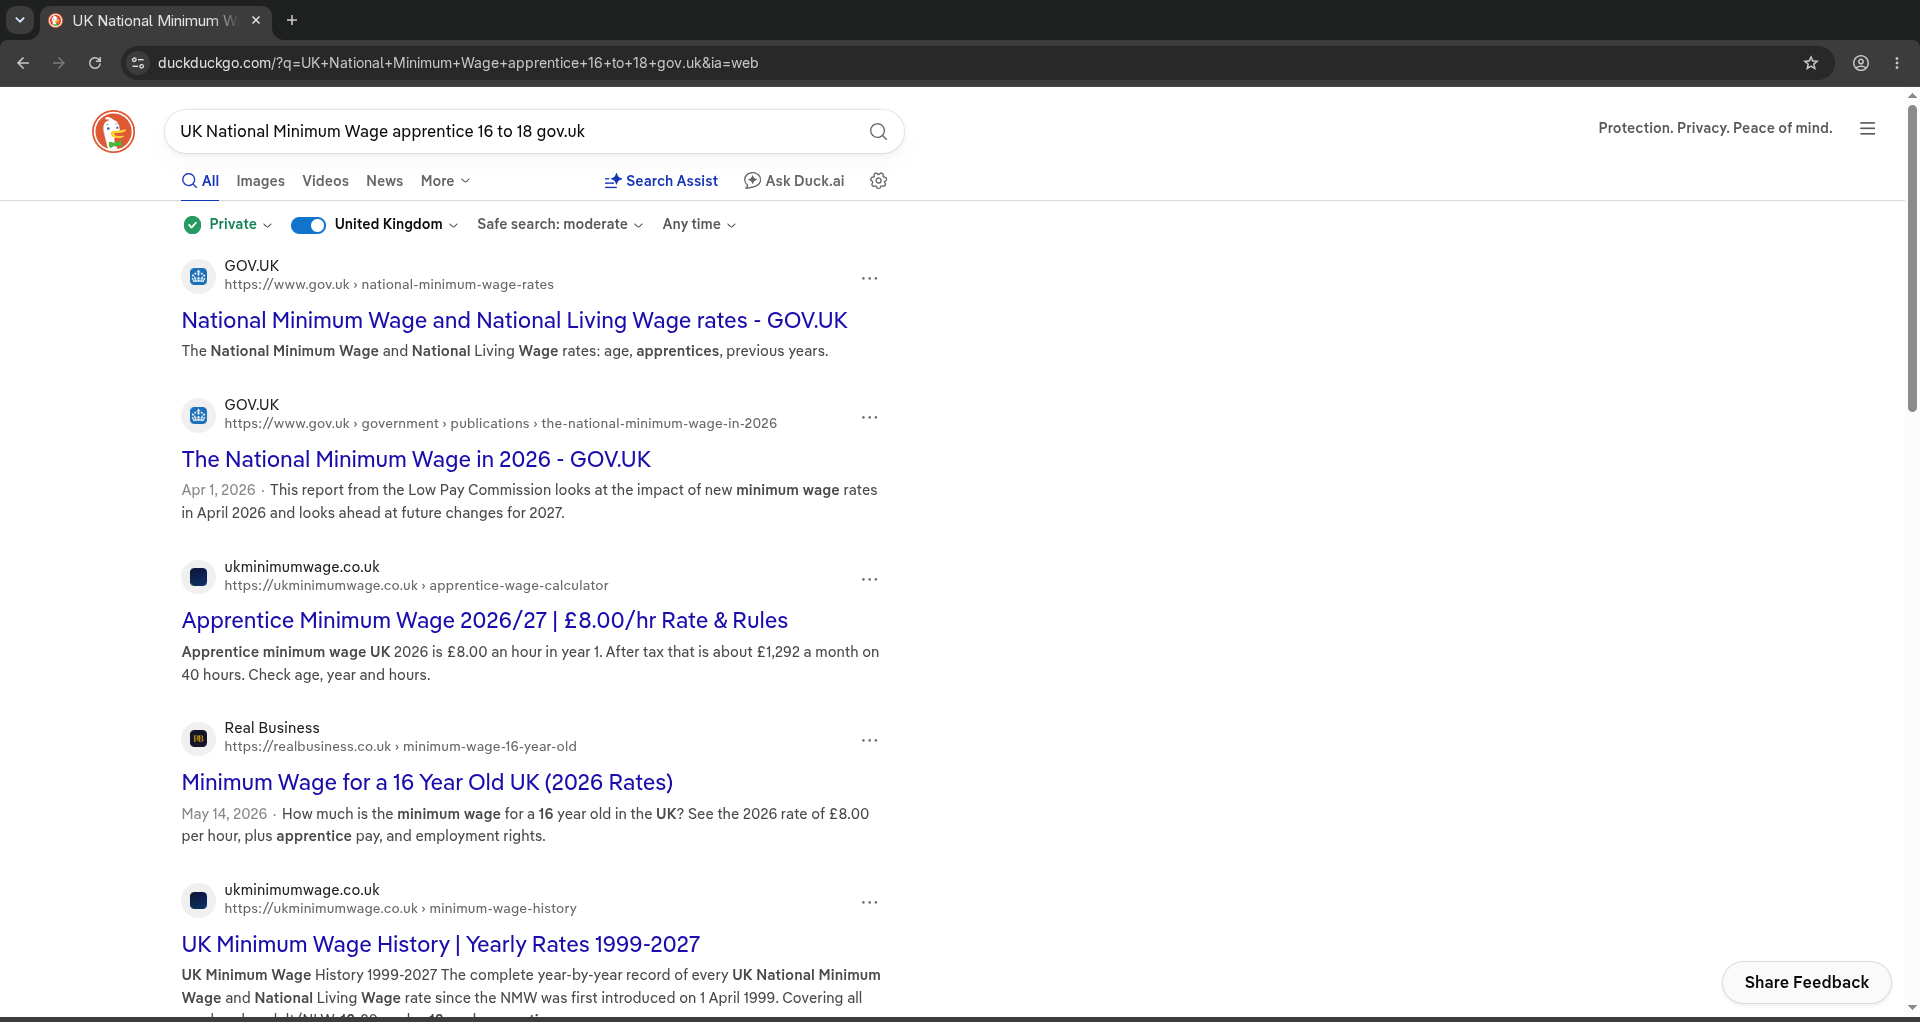 UK National Minimum W
duckduckgo.com/?q=UK+National+Minimum+Wage+apprentice+16+to+18+gov.uk&ia=web
UK National Minimum Wage apprentice 16 to 18 gov.uk
Protection. Privacy. Peace of mind.
All Images Videos News More Search Assist Ask Duck.ai
Private United Kingdom Safe search: moderate Any time
GOV.UK
https://www.gov.uk › national-minimum-wage-rates
National Minimum Wage and National Living Wage rates - GOV.UK
The National Minimum Wage and National Living Wage rates: age, apprentices, previous years.
GOV.UK
https://www.gov.uk › government › publications › the-national-minimum-wage-in-2026
The National Minimum Wage in 2026 - GOV.UK
Apr 1, 2026 · This report from the Low Pay Commission looks at the impact of new minimum wage rates
in April 2026 and looks ahead at future changes for 2027.
ukminimumwage.co.uk
https://ukminimumwage.co.uk › apprentice-wage-calculator
Apprentice Minimum Wage 2026/27 | £8.00/hr Rate & Rules
Apprentice minimum wage UK 2026 is £8.00 an hour in year 1. After tax that is about £1,292 a month on
40 hours. Check age, year and hours.
Real Business
https://realbusiness.co.uk › minimum-wage-16-year-old
Minimum Wage for a 16 Year Old UK (2026 Rates)
May 14, 2026 · How much is the minimum wage for a 16 year old in the UK? See the 2026 rate of £8.00
per hour, plus apprentice pay, and employment rights.
ukminimumwage.co.uk
https://ukminimumwage.co.uk › minimum-wage-history
UK Minimum Wage History | Yearly Rates 1999-2027
UK Minimum Wage History 1999-2027 The complete year-by-year record of every UK National Minimum
Wage and National Living Wage rate since the NMW was first introduced on 1 April 1999. Covering all
Share Feedback